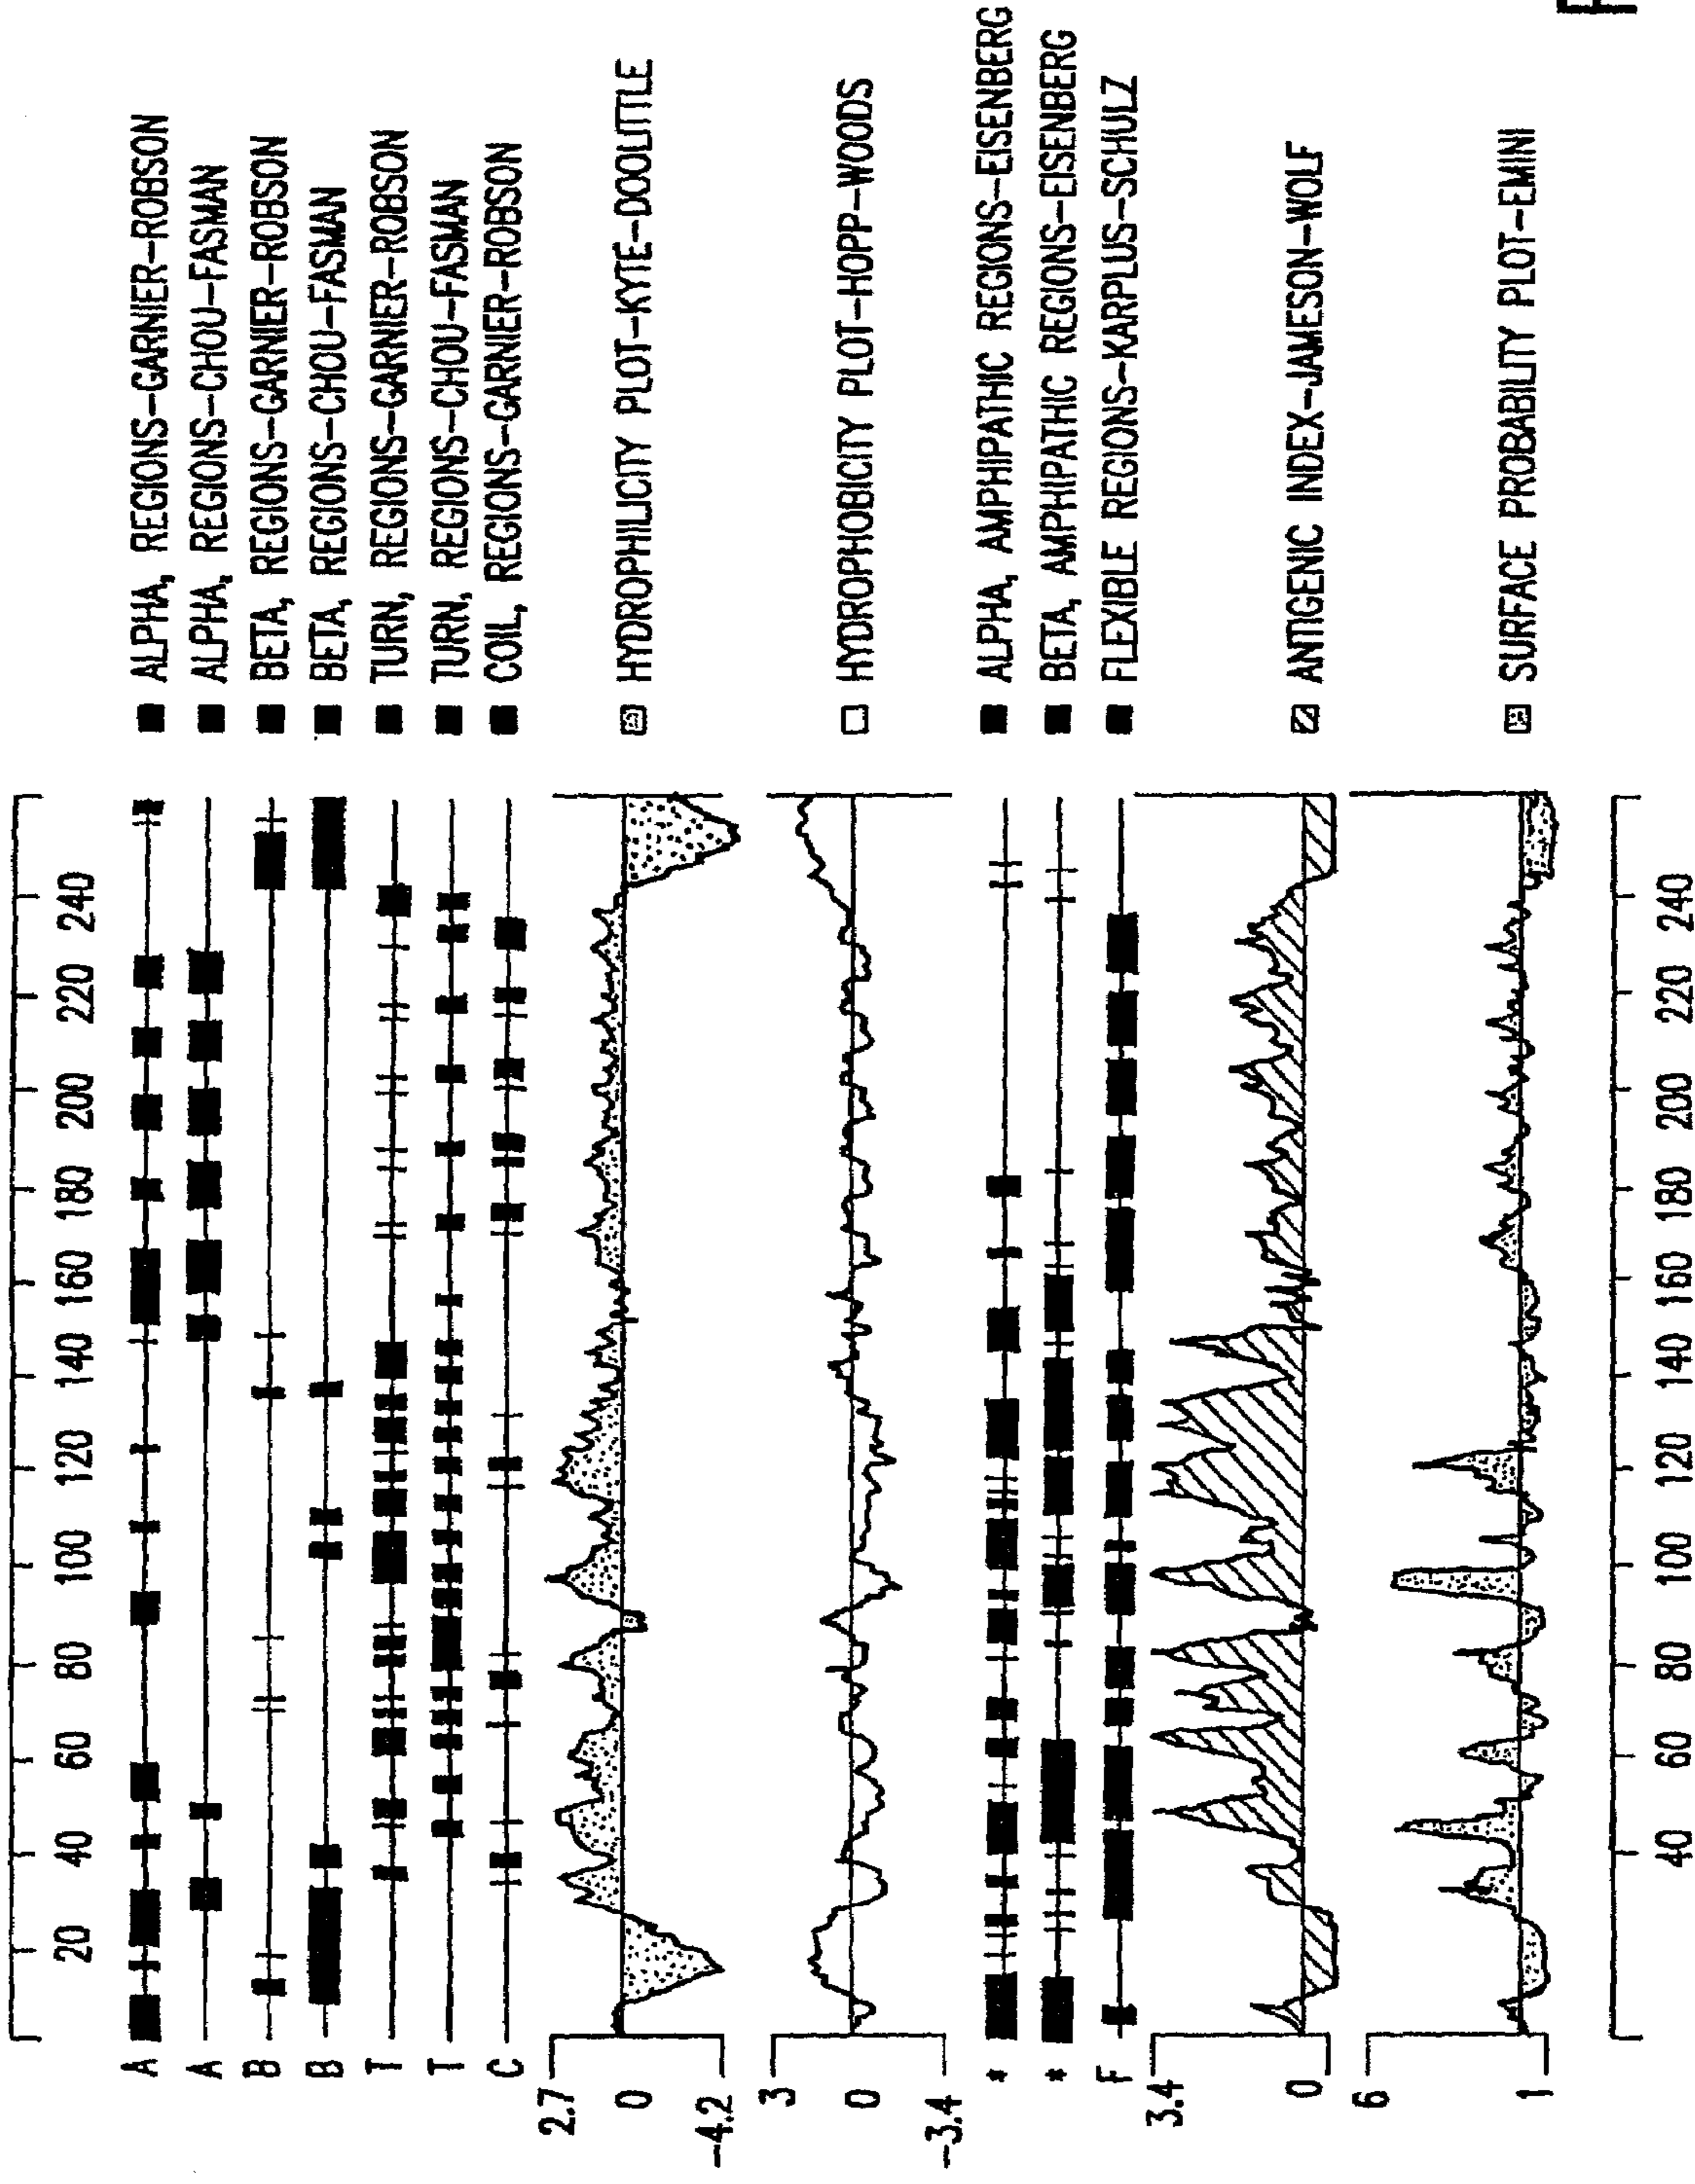 20 40 60 80 100 120 140 160 180 200 220 240
A ALPHA, REGIONS-GARNIER-ROBSON
A ALPHA, REGIONS-CHOU-FASMAN
B BETA, REGIONS-GARNIER-ROBSON
B BETA, REGIONS-CHOU-FASMAN
T TURN, REGIONS-GARNIER-ROBSON
T TURN, REGIONS-CHOU-FASMAN
C COIL, REGIONS-GARNIER-ROBSON
2.7
0 HYDROPHILICITY PLOT-KYTE-DOOLITTLE
-4.2
3
0 HYDROPHOBICITY PLOT-HOPP-WOODS
-3.4
* ALPHA, AMPHIPATHIC REGIONS-EISENBERG
* BETA, AMPHIPATHIC REGIONS-EISENBERG
F FLEXIBLE REGIONS-KARPLUS-SCHULZ
3.4
0 ANTIGENIC INDEX-JAMESON-WOLF
6
1 SURFACE PROBABILITY PLOT-EMINI
40 60 80 100 120 140 160 180 200 220 240